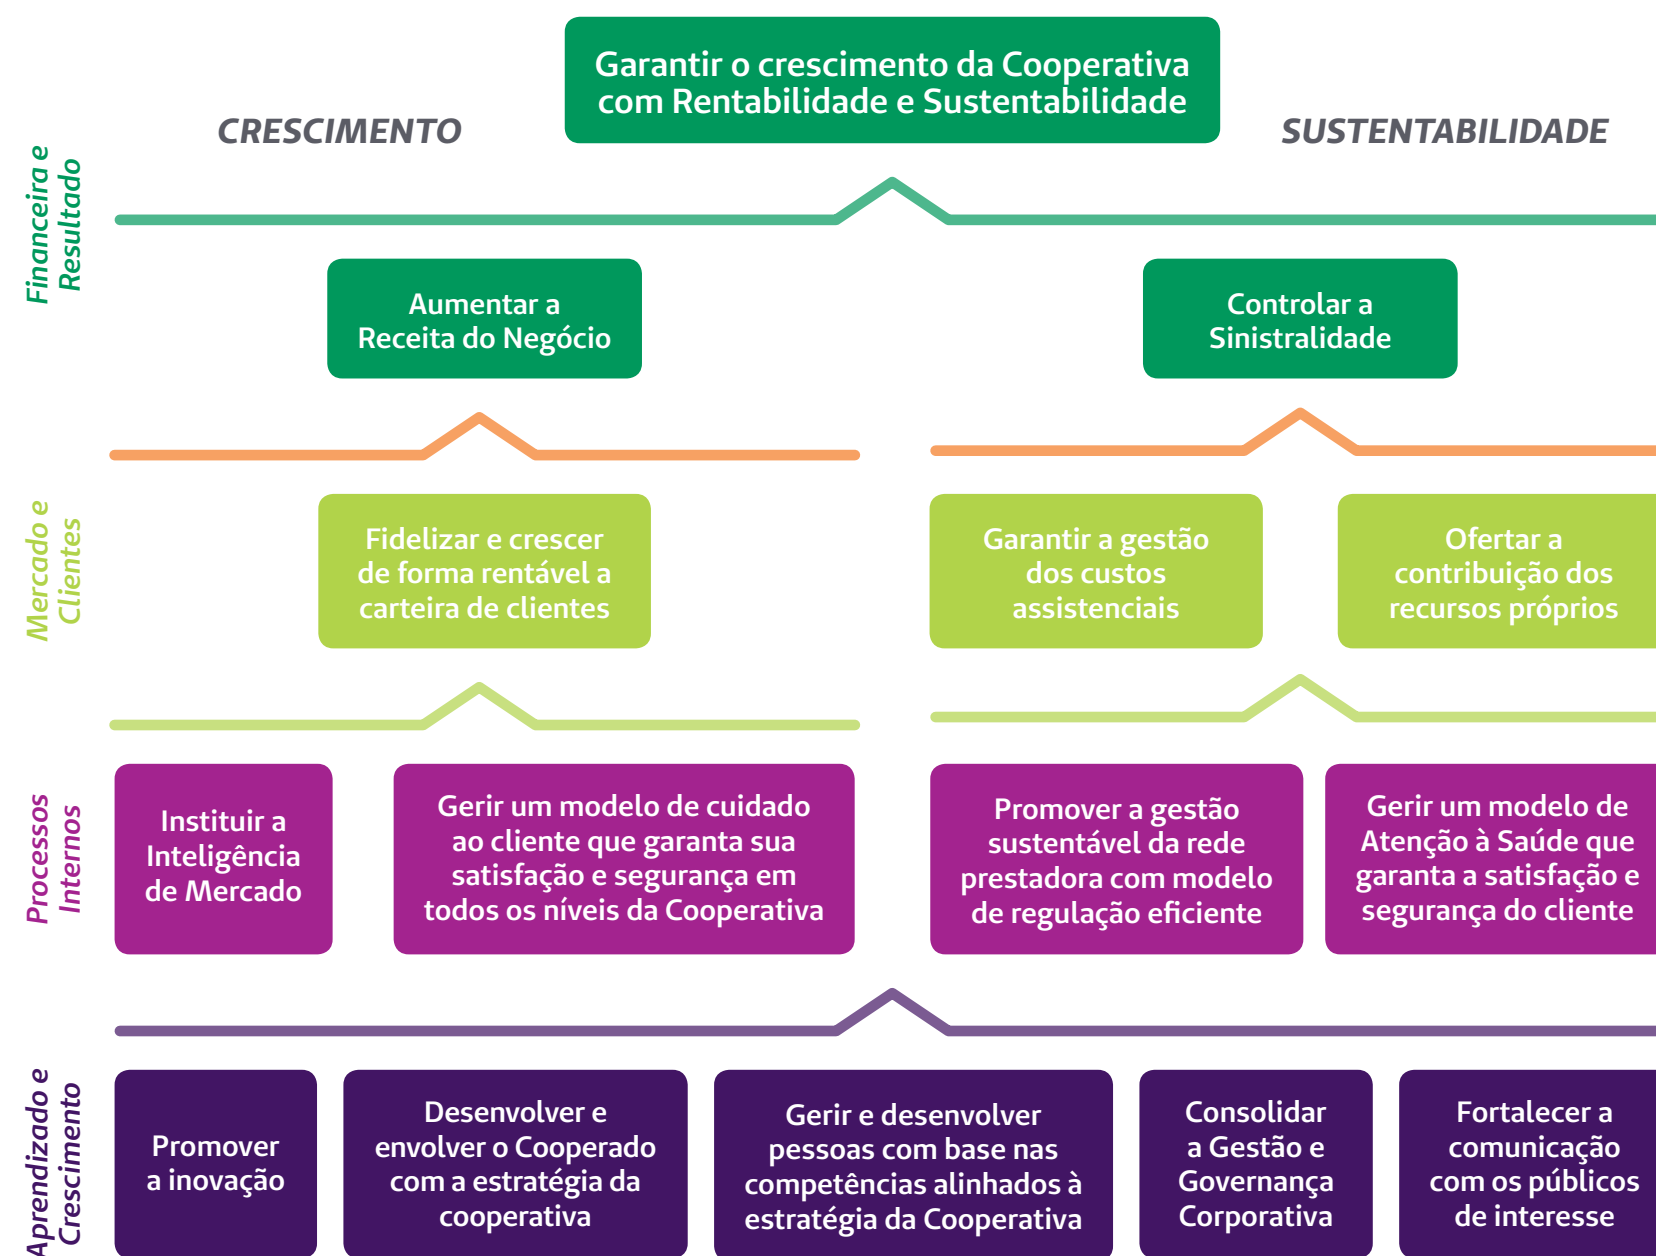 Garantir o crescimento da Cooperativa
com Rentabilidade e Sustentabilidade
CRESCIMENTO
SUSTENTABILIDADE
Financeira e
Resultado
Aumentar a
Receita do Negócio
Controlar a
Sinistralidade
Mercado e
Clientes
Fidelizar e crescer
de forma rentável a
carteira de clientes
Garantir a gestão
dos custos
assistenciais
Ofertar a
contribuição dos
recursos próprios
Processos
Internos
Instituir a
Inteligência
de Mercado
Gerir um modelo de cuidado
ao cliente que garanta sua
satisfação e segurança em
todos os níveis da Cooperativa
Promover a gestão
sustentável da rede
prestadora com modelo
de regulação eficiente
Gerir um modelo de
Atenção à Saúde que
garanta a satisfação e
segurança do cliente
Aprendizado e
Crescimento
Promover
a inovação
Desenvolver e
envolver o Cooperado
com a estratégia da
cooperativa
Gerir e desenvolver
pessoas com base nas
competências alinhados à
estratégia da Cooperativa
Consolidar
a Gestão e
Governança
Corporativa
Fortalecer a
comunicação
com os públicos
de interesse